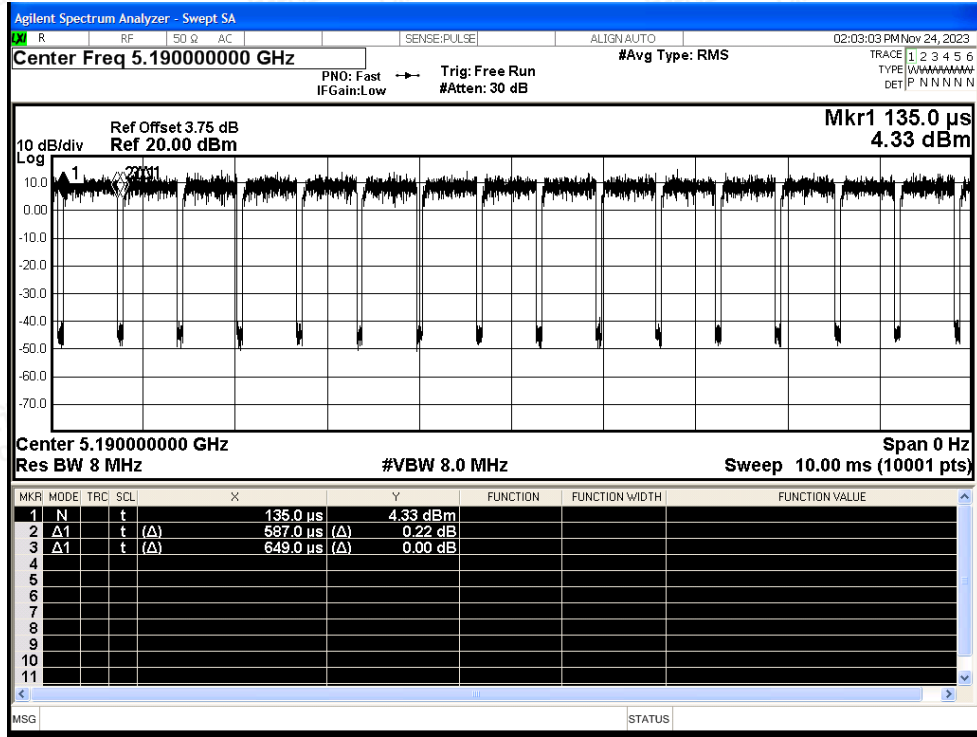 Agilent Spectrum Analyzer - Swept SA
LXI R RF 50 Ω AC SENSE:PULSE ALIGN AUTO 02:03:03 PM Nov 24, 2023
Center Freq 5.190000000 GHz
PNO: Fast
IFGain:Low
Trig: Free Run
#Atten: 30 dB
#Avg Type: RMS
TRACE 1 2 3 4 5 6
TYPE W
DET P N N N N N
Mkr1 135.0 µs
4.33 dBm
Ref Offset 3.75 dB
10 dB/div Ref 20.00 dBm
Log
1
10.0
0.00
-10.0
-20.0
-30.0
-40.0
-50.0
-60.0
-70.0
Center 5.190000000 GHz Span 0 Hz
Res BW 8 MHz #VBW 8.0 MHz Sweep 10.00 ms (10001 pts)
MKR MODE TRC SCL X Y FUNCTION FUNCTION WIDTH FUNCTION VALUE
1 N t 135.0 µs 4.33 dBm
2 Δ1 t (Δ) 587.0 µs (Δ) 0.22 dB
3 Δ1 t (Δ) 649.0 µs (Δ) 0.00 dB
4
5
6
7
8
9
10
11
MSG STATUS